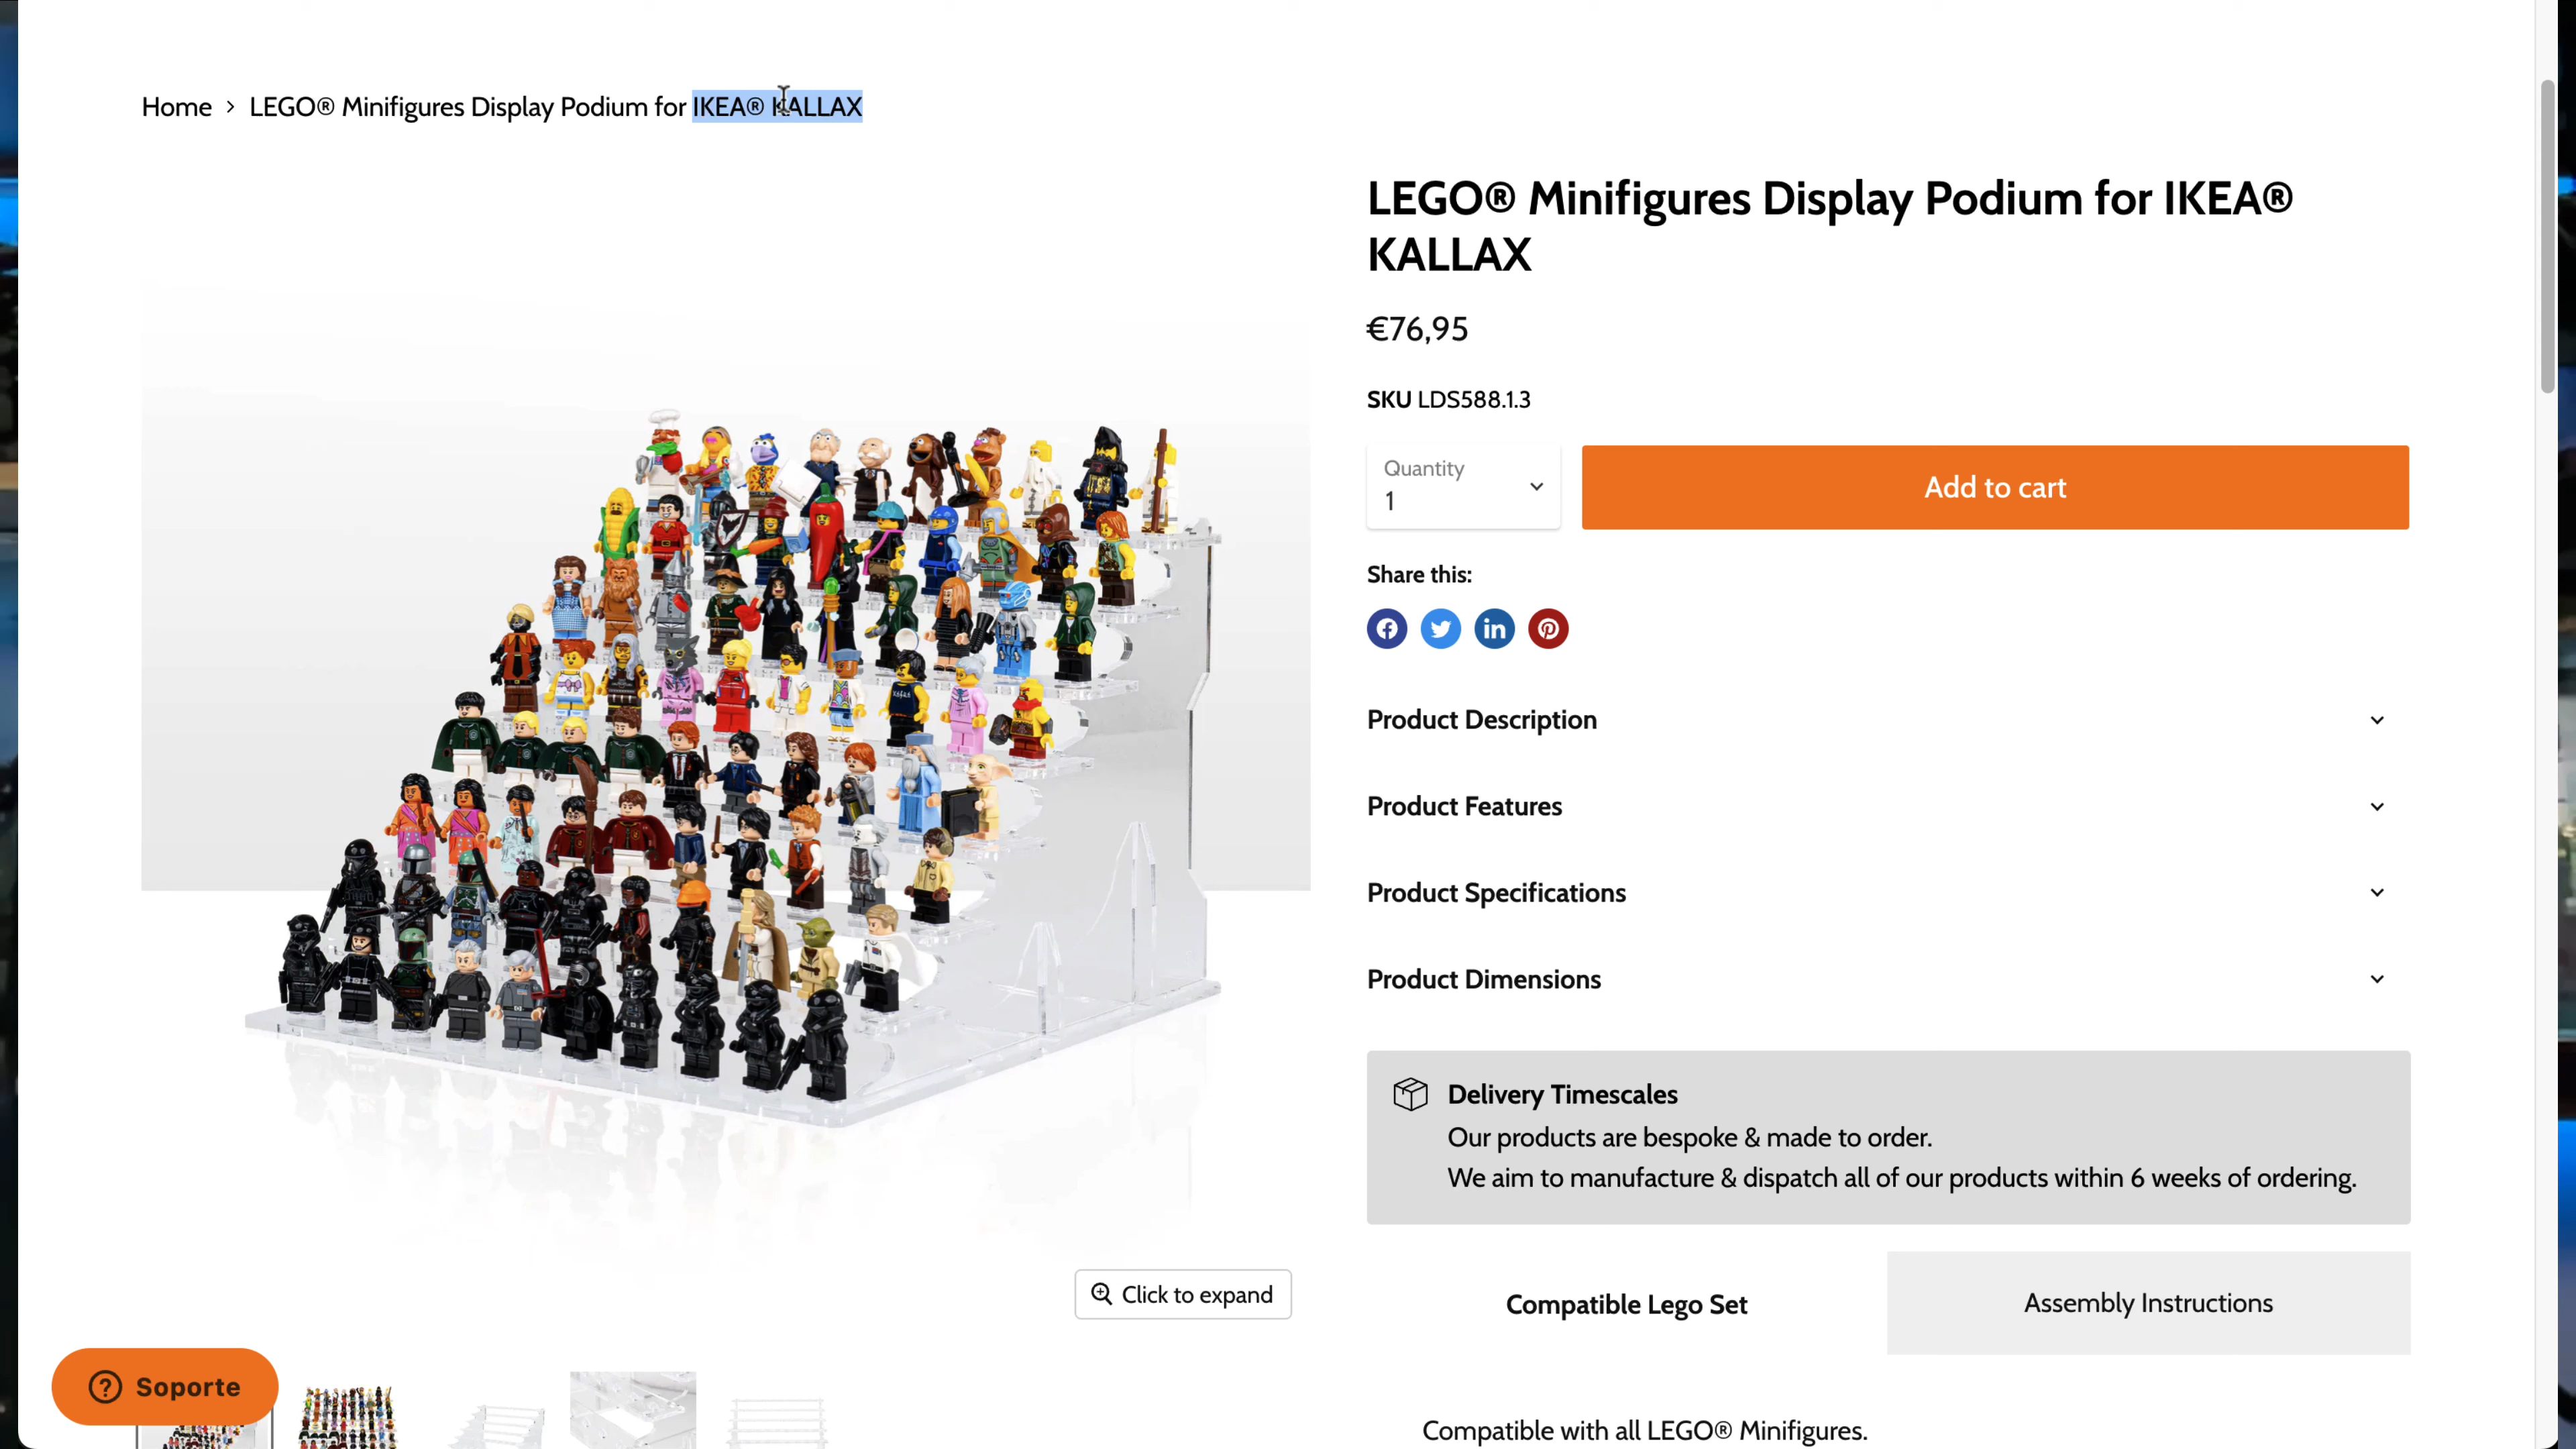 Home > LEGO® Minifigures Display Podium for IKEA® KALLAX
LEGO® Minifigures Display Podium for IKEA®
KALLAX
€76,95
SKU LDS588.1.3
Quantity
1
Add to cart
Share this:
Product Description
Product Features
Product Specifications
Product Dimensions
Delivery Timescales
Our products are bespoke & made to order.
We aim to manufacture & dispatch all of our products within 6 weeks of ordering.
Click to expand
Compatible Lego Set
Assembly Instructions
Soporte
Compatible with all LEGO® Minifigures.